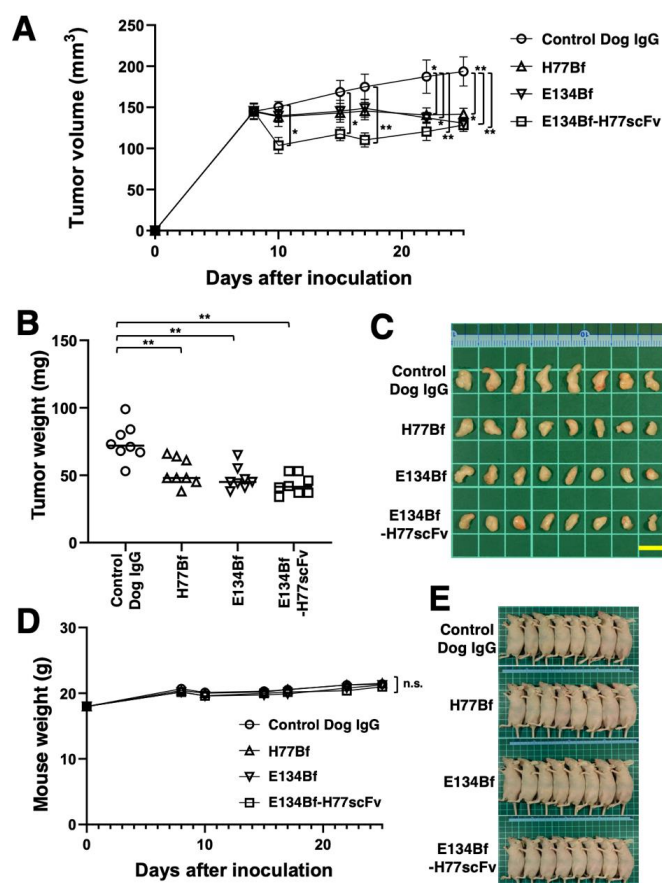 A
Tumor volume (mm³)
250
200
150
100
50
0
0
10
20
Days after inoculation
*
**
*
*
**
**
*
**
**
Control Dog IgG
H77Bf
E134Bf
E134Bf-H77scFv
B
Tumor weight (mg)
150
100
50
0
**
**
**
Control
Dog IgG
H77Bf
E134Bf
E134Bf
-H77scFv
C
Control
Dog IgG
H77Bf
E134Bf
E134Bf
-H77scFv
D
Mouse weight (g)
30
20
10
0
0
10
20
Days after inoculation
n.s.
Control Dog IgG
H77Bf
E134Bf
E134Bf-H77scFv
E
Control
Dog IgG
H77Bf
E134Bf
E134Bf
-H77scFv